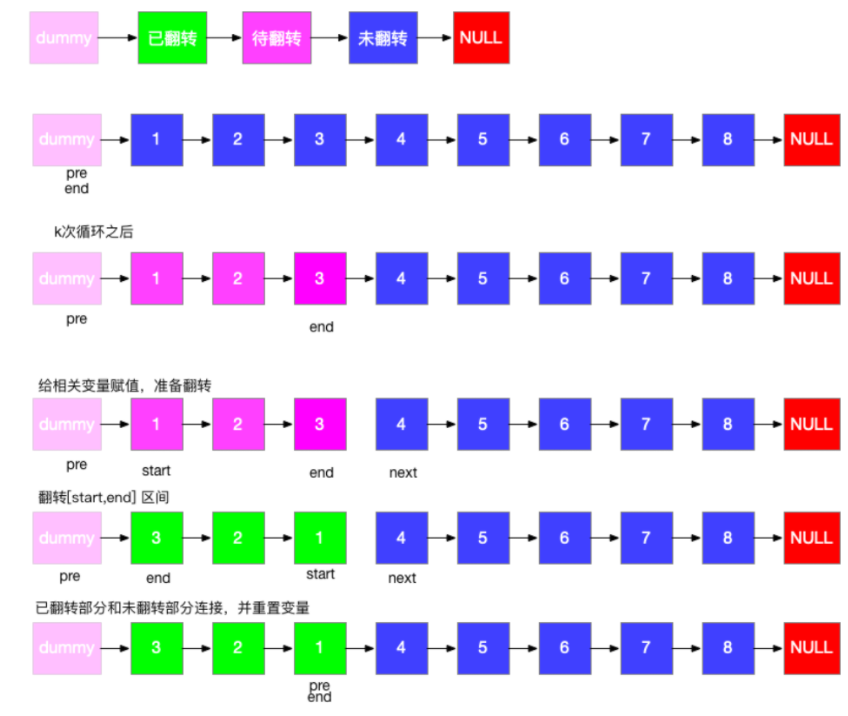 dummy 已翻转 待翻转 未翻转 NULL
dummy 1 2 3 4 5 6 7 8 NULL
pre
end
k次循环之后
dummy 1 2 3 4 5 6 7 8 NULL
pre end
给相关变量赋值，准备翻转
dummy 1 2 3 4 5 6 7 8 NULL
pre start end next
翻转[start,end] 区间
dummy 3 2 1 4 5 6 7 8 NULL
pre end start next
已翻转部分和未翻转部分连接，并重置变量
dummy 3 2 1 4 5 6 7 8 NULL
pre
end